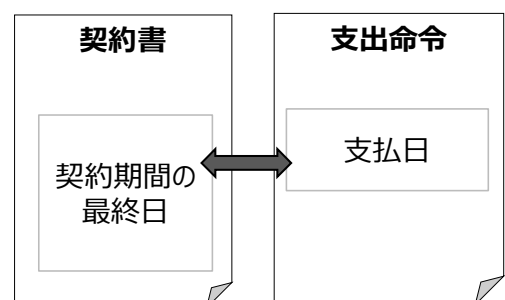 契約書
契約期間の
最終日
支出命令
支払日